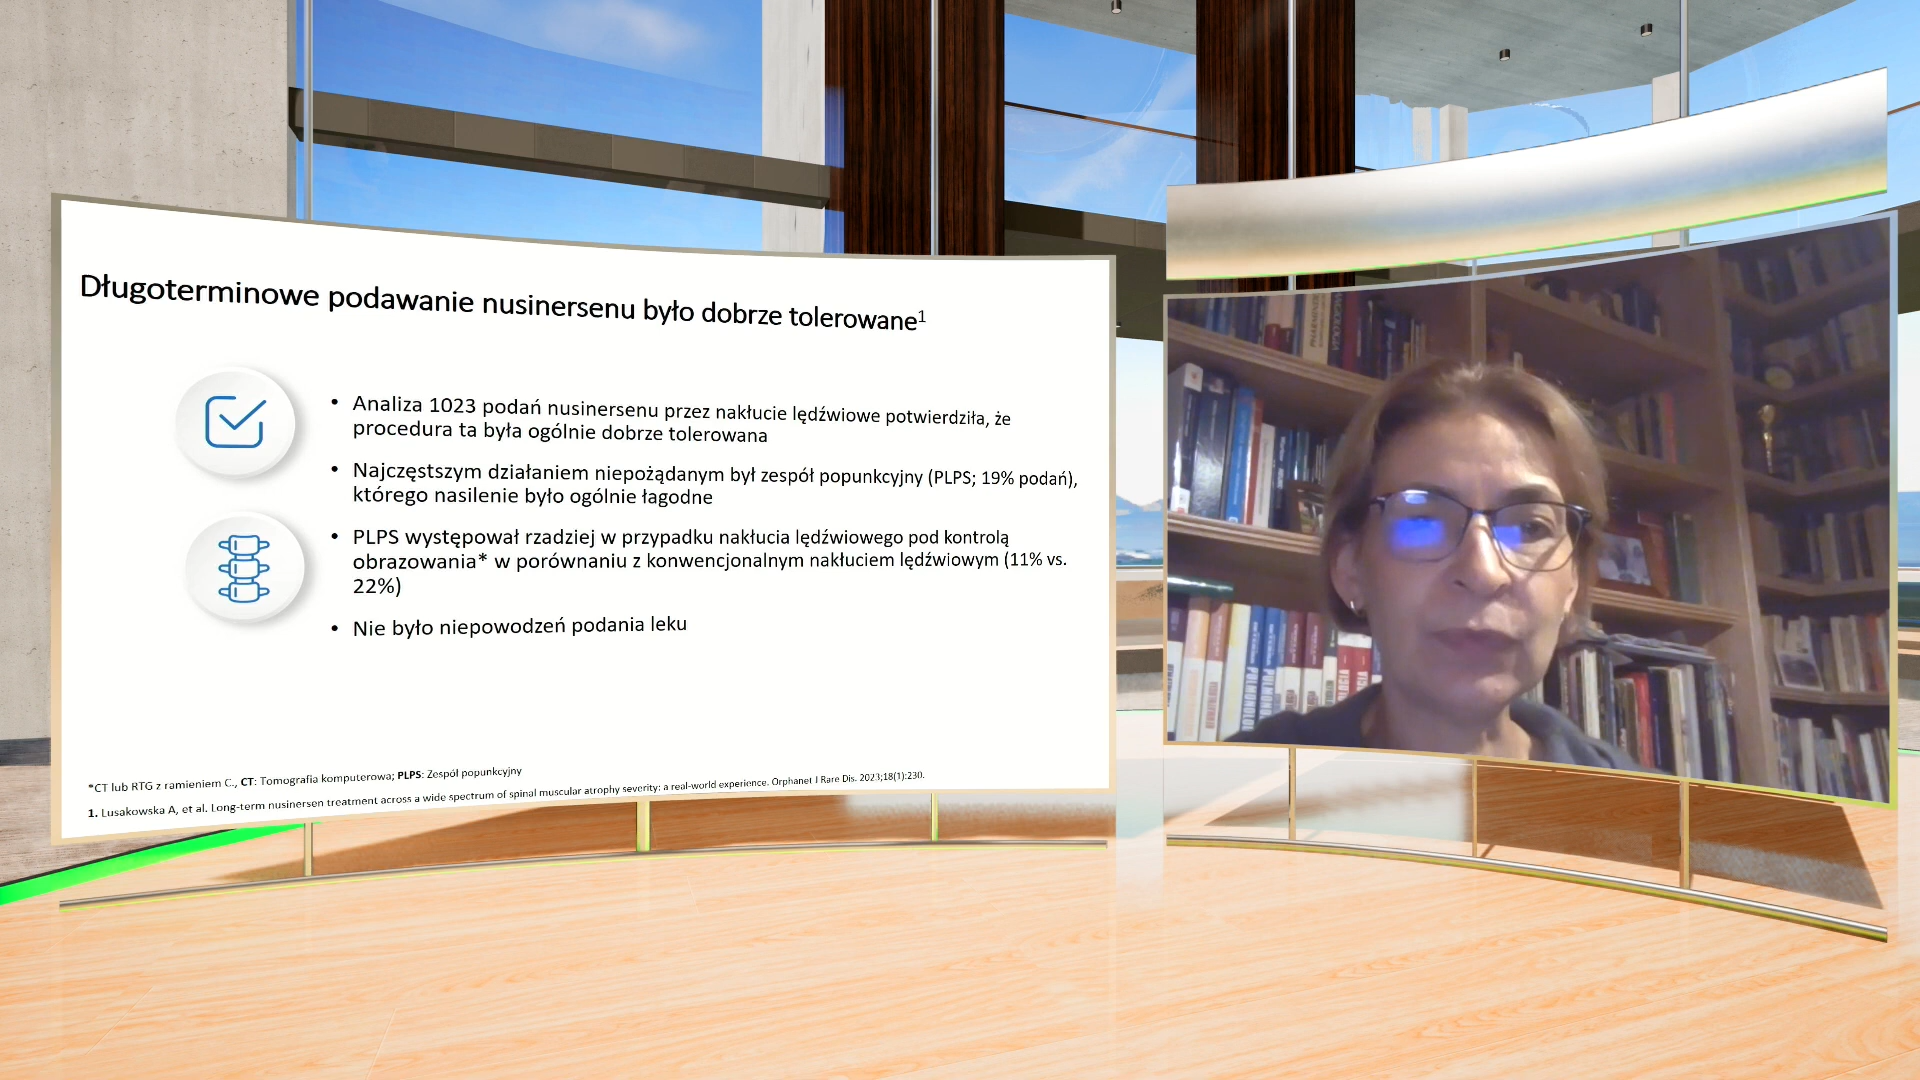 Długoterminowe podawanie nusinersenu było dobrze tolerowane¹
• Analiza 1023 podań nusinersenu przez nakłucie lędźwiowe potwierdziła, że
procedura ta była ogólnie dobrze tolerowana
• Najczęstszym działaniem niepożądanym był zespół popunkcyjny (PLPS; 19% podań),
którego nasilenie było ogólnie łagodne
• PLPS występował rzadziej w przypadku nakłucia lędźwiowego pod kontrolą
obrazowania* w porównaniu z konwencjonalnym nakłuciem lędźwiowym (11% vs.
22%)
• Nie było niepowodzeń podania leku
*CT lub RTG z ramieniem C., CT: Tomografia komputerowa; PLPS: Zespół popunkcyjny
1. Lusakowska A, et al. Long-term nusinersen treatment across a wide spectrum of spinal muscular atrophy severity: a real-world experience. Orphanet J Rare Dis. 2023;18(1):230.